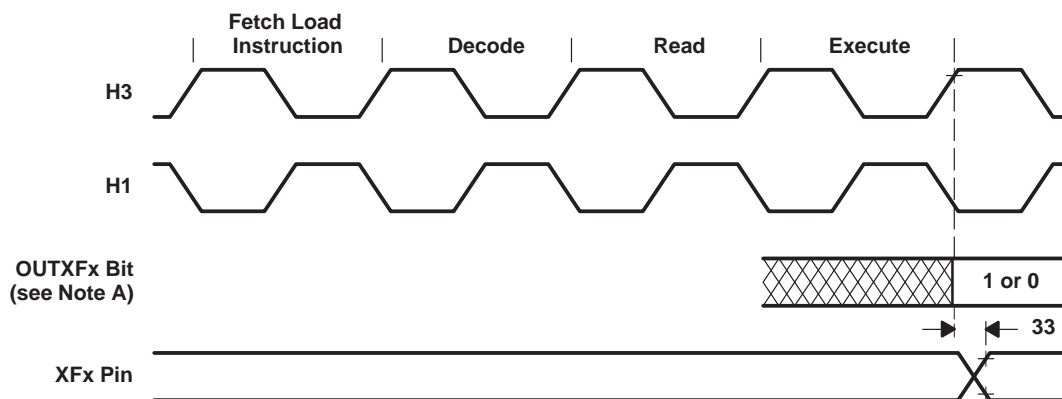 Fetch Load
Instruction
Decode
Read
Execute
H3
H1
OUTXFx Bit
(see Note A)
1 or 0
33
XFx Pin